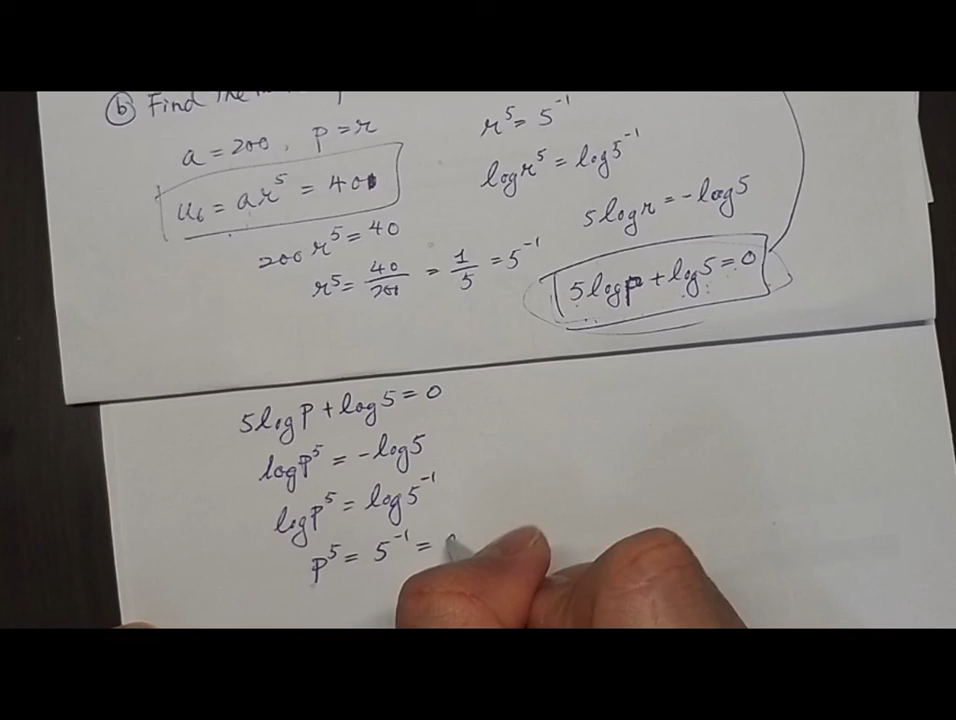 ⓑ Find the
a = 200, p = r
u₆ = ar⁵ = 40
200 r⁵ = 40
r⁵ = 40/200 = 1/5 = 5⁻¹
r⁵ = 5⁻¹
log r⁵ = log 5⁻¹
5 log r = - log 5
5 log p + log 5 = 0
5 log p + log 5 = 0
log p⁵ = - log 5
log p⁵ = log 5⁻¹
p⁵ = 5⁻¹ =